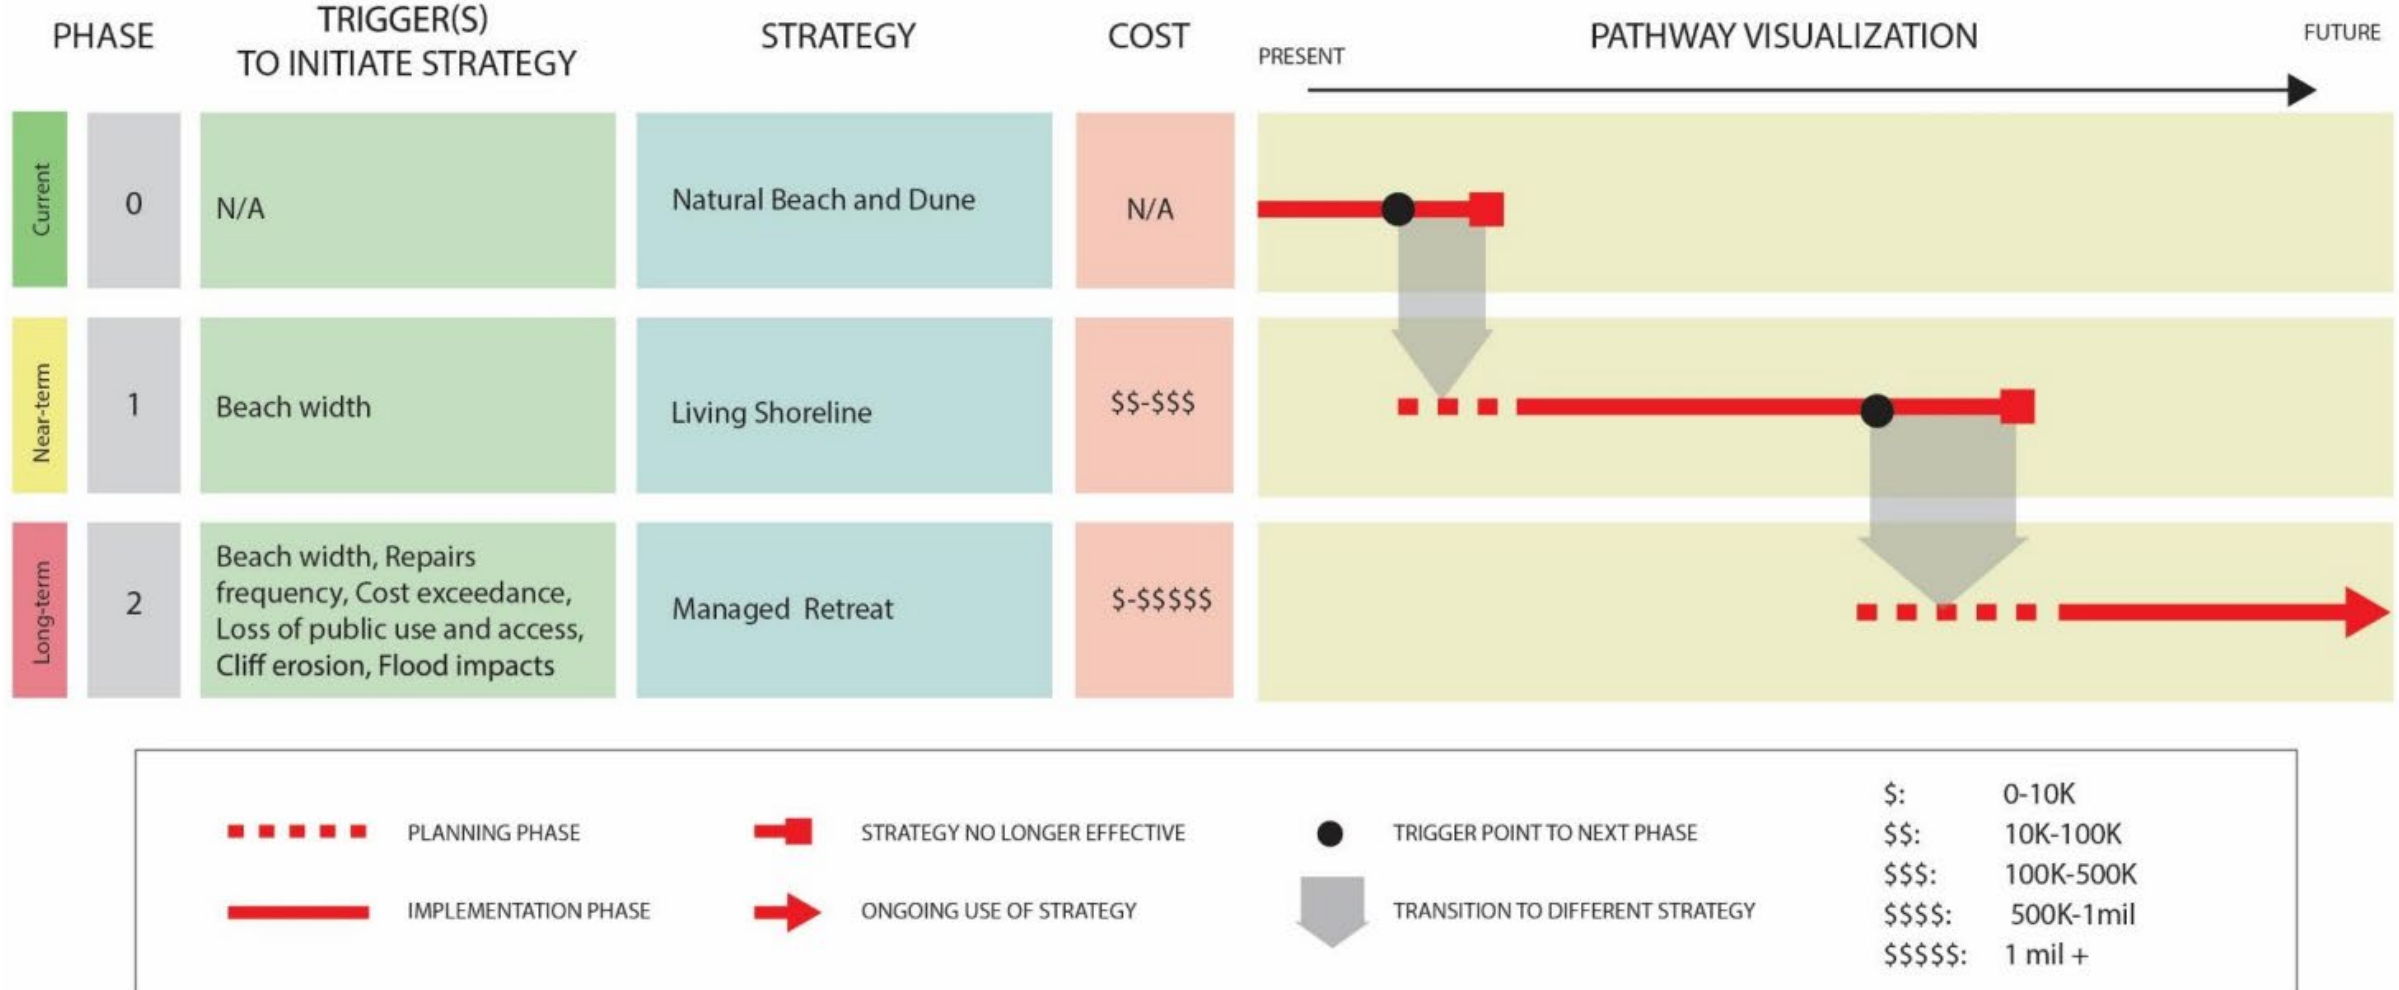 PHASE
TRIGGER(S)
TO INITIATE STRATEGY
STRATEGY
COST
PRESENT
PATHWAY VISUALIZATION
FUTURE
Current
0
N/A
Natural Beach and Dune
N/A
Near-term
1
Beach width
Living Shoreline
$$-$$$
Long-term
2
Beach width, Repairs
frequency, Cost exceedance,
Loss of public use and access,
Cliff erosion, Flood impacts
Managed Retreat
$-$$$$$
PLANNING PHASE
IMPLEMENTATION PHASE
STRATEGY NO LONGER EFFECTIVE
ONGOING USE OF STRATEGY
TRIGGER POINT TO NEXT PHASE
TRANSITION TO DIFFERENT STRATEGY
$: 0-10K
$$: 10K-100K
$$$: 100K-500K
$$$$: 500K-1mil
$$$$$: 1 mil +